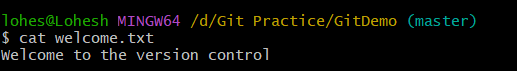 lohes@Lohesh MINGW64 /d/Git Practice/GitDemo (master)
$ cat welcome.txt
Welcome to the version control